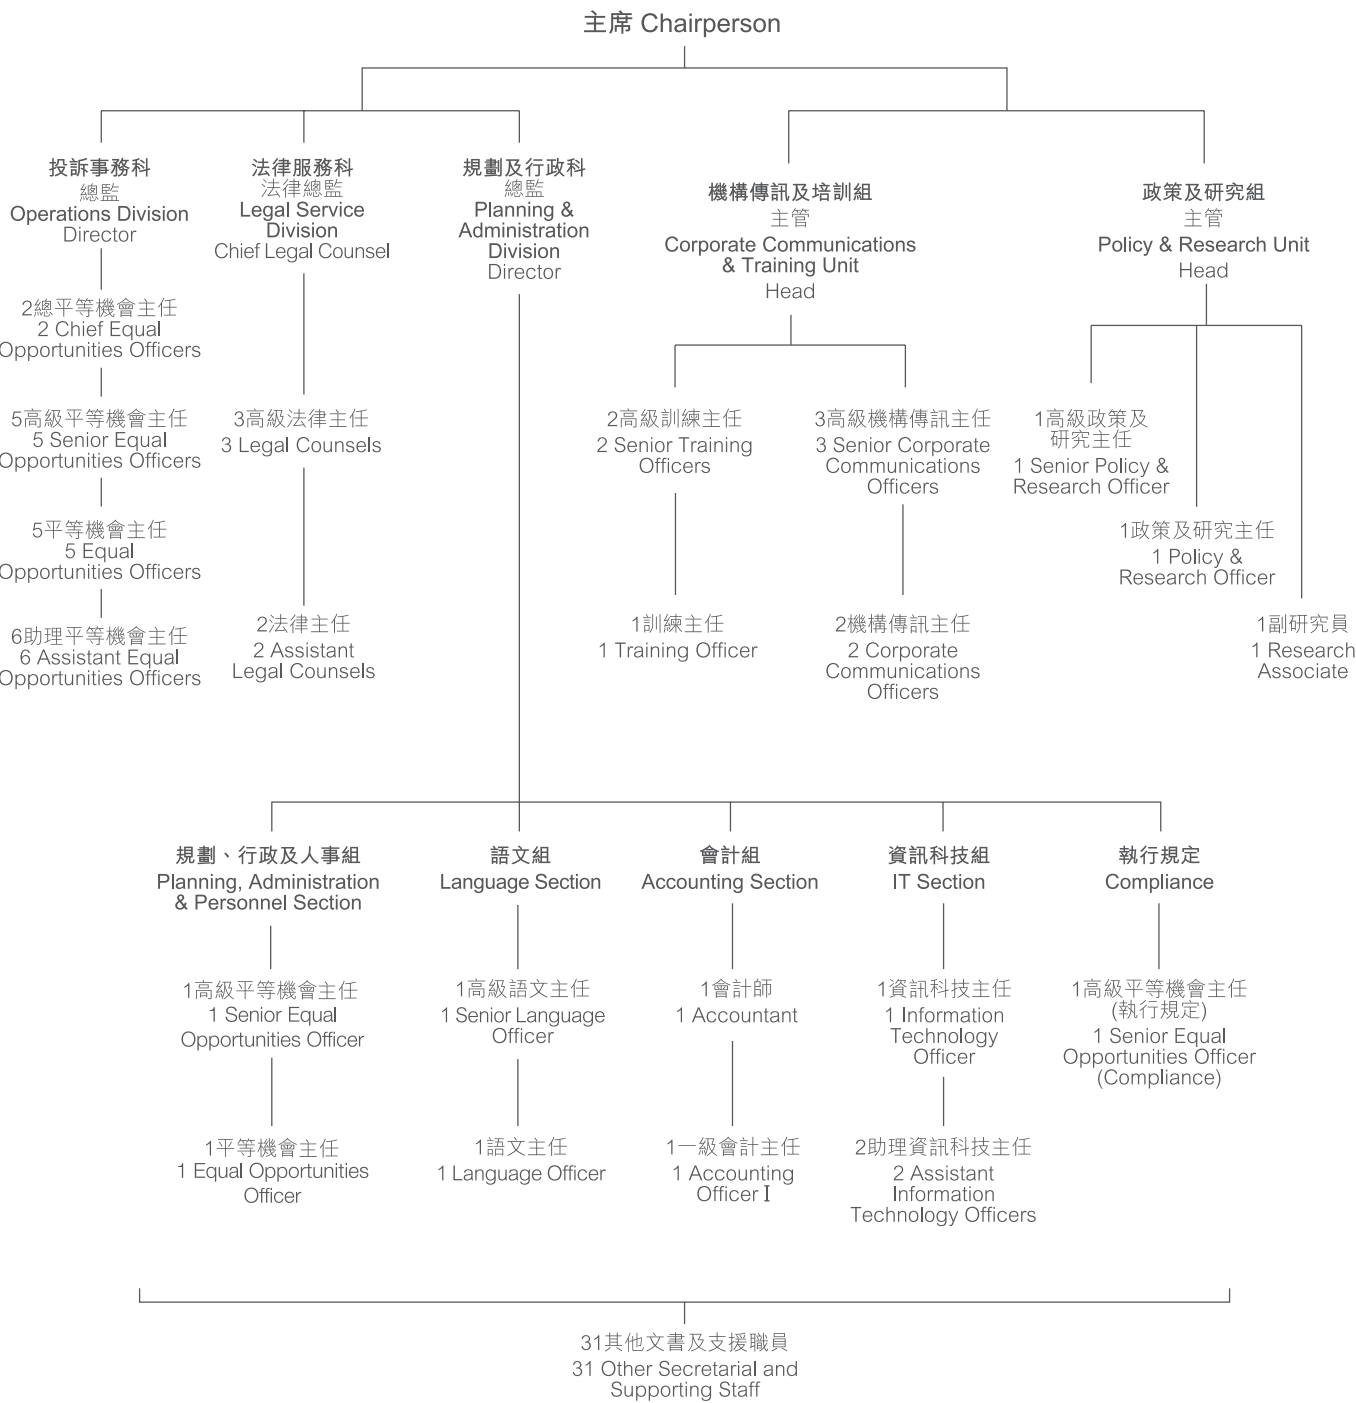 主席 Chairperson
投訴事務科
總監
Operations Division
Director
2總平等機會主任
2 Chief Equal
Opportunities Officers
5高級平等機會主任
5 Senior Equal
Opportunities Officers
5平等機會主任
5 Equal
Opportunities Officers
6助理平等機會主任
6 Assistant Equal
Opportunities Officers
法律服務科
法律總監
Legal Service
Division
Chief Legal Counsel
3高級法律主任
3 Legal Counsels
2法律主任
2 Assistant
Legal Counsels
規劃及行政科
總監
Planning &
Administration
Division
Director
機構傳訊及培訓組
主管
Corporate Communications
& Training Unit
Head
2高級訓練主任
2 Senior Training
Officers
1訓練主任
1 Training Officer
3高級機構傳訊主任
3 Senior Corporate
Communications
Officers
2機構傳訊主任
2 Corporate
Communications
Officers
政策及研究組
主管
Policy & Research Unit
Head
1高級政策及
研究主任
1 Senior Policy &
Research Officer
1政策及研究主任
1 Policy &
Research Officer
1副研究員
1 Research
Associate
規劃、行政及人事組
Planning, Administration
& Personnel Section
1高級平等機會主任
1 Senior Equal
Opportunities Officer
1平等機會主任
1 Equal Opportunities
Officer
語文組
Language Section
1高級語文主任
1 Senior Language
Officer
1語文主任
1 Language Officer
會計組
Accounting Section
1會計師
1 Accountant
1一級會計主任
1 Accounting
Officer I
資訊科技組
IT Section
1資訊科技主任
1 Information
Technology
Officer
2助理資訊科技主任
2 Assistant
Information
Technology Officers
執行規定
Compliance
1高級平等機會主任
(執行規定)
1 Senior Equal
Opportunities Officer
(Compliance)
31其他文書及支援職員
31 Other Secretarial and
Supporting Staff